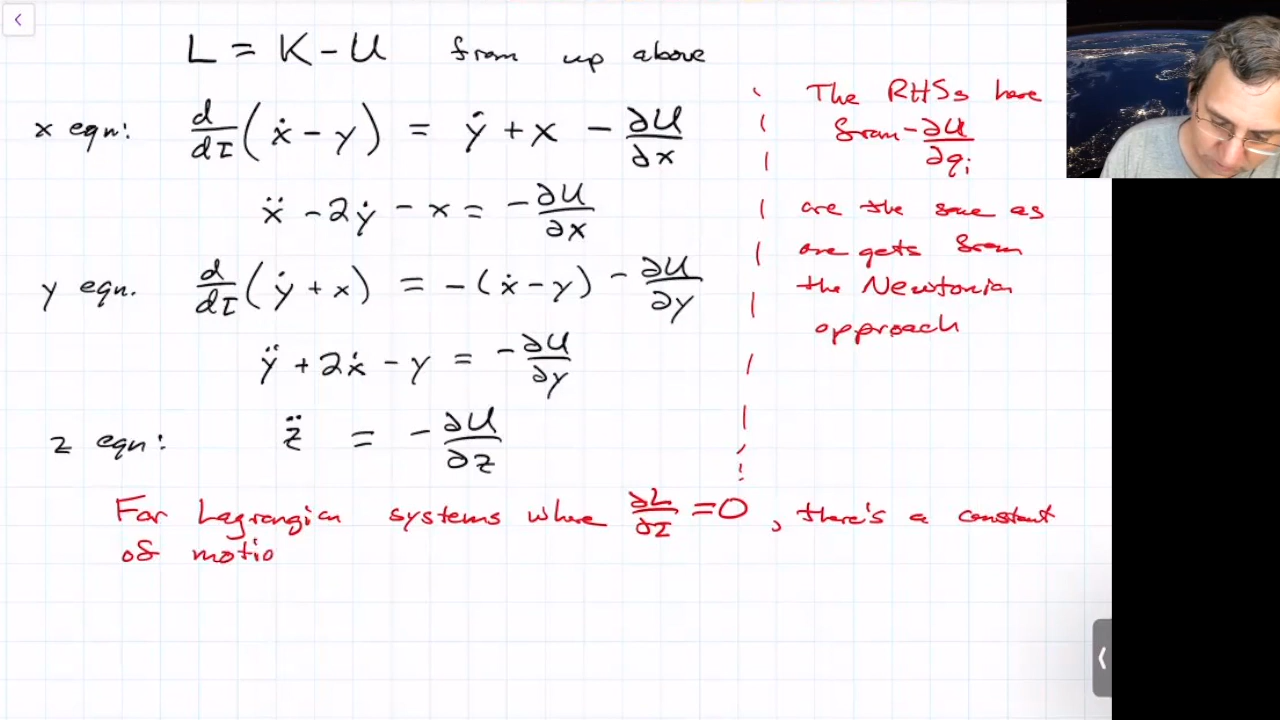 L = K - U from up above
x eqn: d/dτ (ẋ - y) = ẏ + x - ∂U/∂x
ẍ - 2ẏ - x = -∂U/∂x
y eqn. d/dτ (ẏ + x) = -(ẋ - y) - ∂U/∂y
ÿ + 2ẋ - y = -∂U/∂y
z eqn: z̈ = -∂U/∂z
The RHSs here
from -∂U/∂qᵢ
are the same as
one gets from
the Newtonian
approach
For Lagrangian systems where ∂L/∂τ = 0, there's a constant
of motio